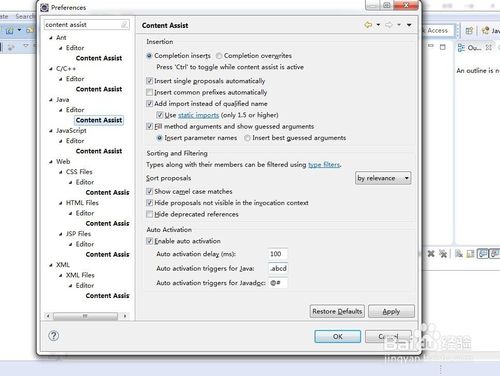 Preferences
content assist
Content Assist
Ant
Editor
Content Assist
C/C++
Editor
Content Assist
Java
Editor
Content Assist
JavaScript
Editor
Content Assist
Web
CSS Files
Editor
Content Assis
HTML Files
Editor
Content Assis
JSP Files
Editor
Content Assis
XML
XML Files
Editor
Content Assis
Insertion
Completion inserts Completion overwrites
Press 'Ctrl' to toggle while content assist is active
Insert single proposals automatically
Insert common prefixes automatically
Add import instead of qualified name
Use static imports (only 1.5 or higher)
Fill method arguments and show guessed arguments
Insert parameter names Insert best guessed arguments
Sorting and Filtering
Types along with their members can be filtered using type filters.
Sort proposals by relevance
Show camel case matches
Hide proposals not visible in the invocation context
Hide deprecated references
Auto Activation
Enable auto activation
Auto activation delay (ms): 100
Auto activation triggers for Java: .abcd
Auto activation triggers for Javadoc: @#
Restore Defaults Apply
OK Cancel
Access
Java
Ou
An outline is n
Baidu 经验
jingyan.baidu.com